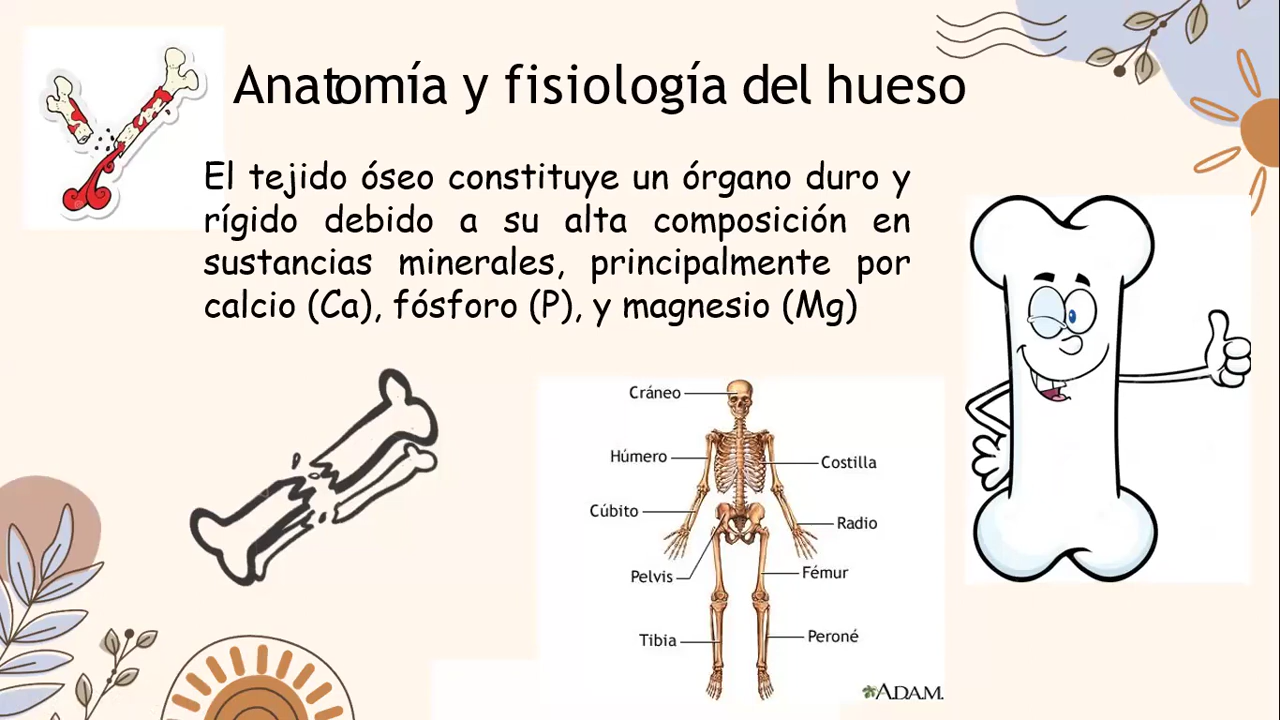 Anatomía y fisiología del hueso
El tejido óseo constituye un órgano duro y
rígido debido a su alta composición en
sustancias minerales, principalmente por
calcio (Ca), fósforo (P), y magnesio (Mg)
Cráneo
Húmero
Costilla
Cúbito
Radio
Pelvis
Fémur
Tibia
Peroné
ADAM.